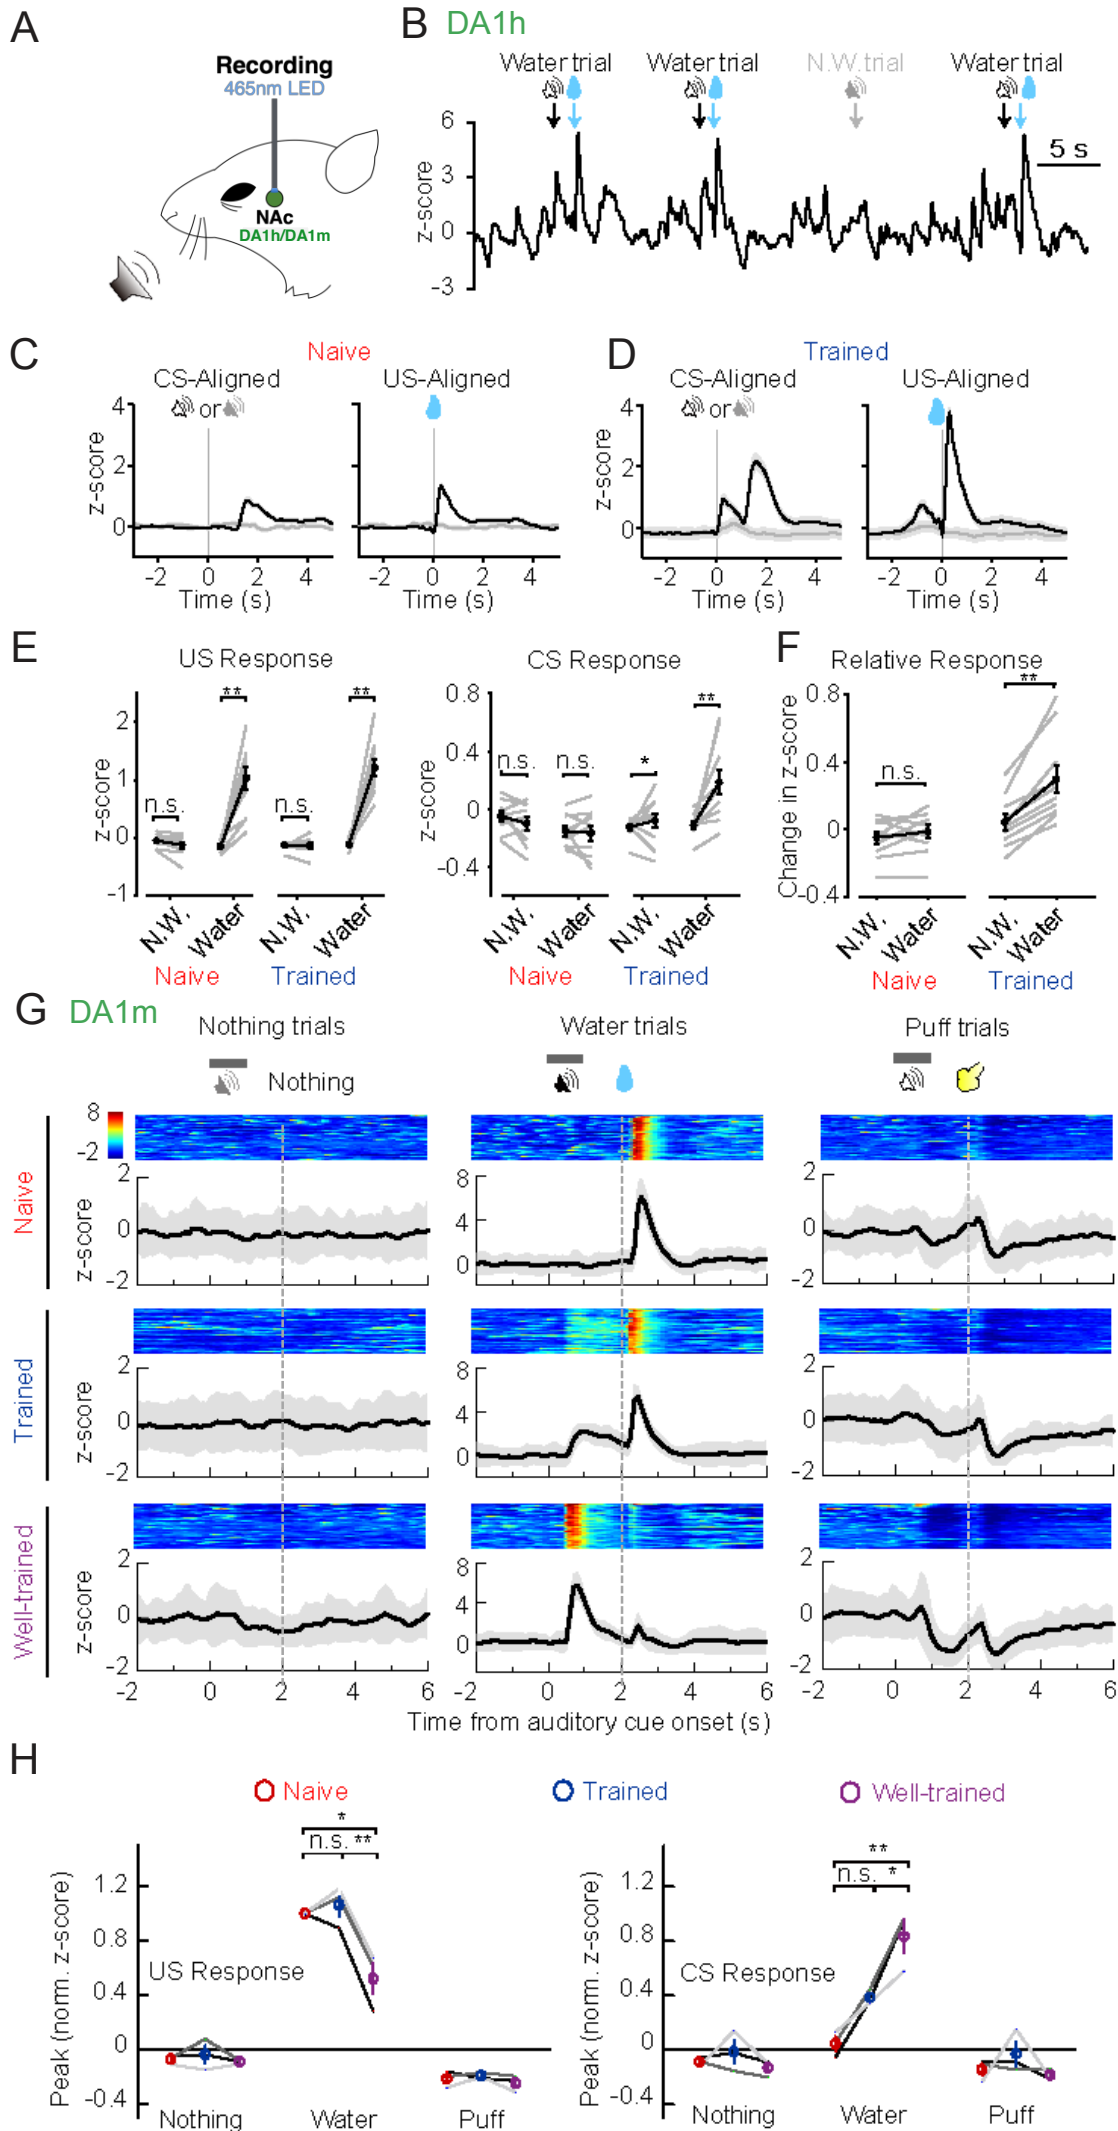 A
Recording
465nm LED
NAc
DA1h/DA1m
B DA1h
Water trial Water trial N.W. trial Water trial
5 s
z-score
6
3
0
-3
C
Naive
CS-Aligned US-Aligned
or
z-score
4
2
0
-2 0 2 4 -2 0 2 4
Time (s) Time (s)
D
Trained
CS-Aligned US-Aligned
or
z-score
4
2
0
-2 0 2 4 -2 0 2 4
Time (s) Time (s)
E
US Response
z-score
2
1
0
-1
n.s. ** n.s. **
N.W. Water N.W. Water
Naive Trained
CS Response
z-score
0.8
0.4
0
-0.4
n.s. n.s. * **
N.W. Water N.W. Water
Naive Trained
F
Relative Response
Change in z-score
0.8
0.4
0
-0.4
n.s. **
N.W. Water N.W. Water
Naive Trained
G DA1m
Nothing trials Water trials Puff trials
Nothing
Naive
8
-2
z-score
2
0
-2
8
4
0
2
0
-2
Trained
z-score
2
0
-2
8
4
0
2
0
-2
Well-trained
z-score
2
0
-2
8
4
0
2
0
-2
-2 0 2 4 6 -2 0 2 4 6 -2 0 2 4 6
Time from auditory cue onset (s)
H
Naive Trained Well-trained
Peak (norm. z-score)
1.2
0.8
0.4
0
-0.4
*
n.s. **
US Response
Nothing Water Puff
Peak (norm. z-score)
1.2
0.8
0.4
0
-0.4
**
n.s. *
CS Response
Nothing Water Puff